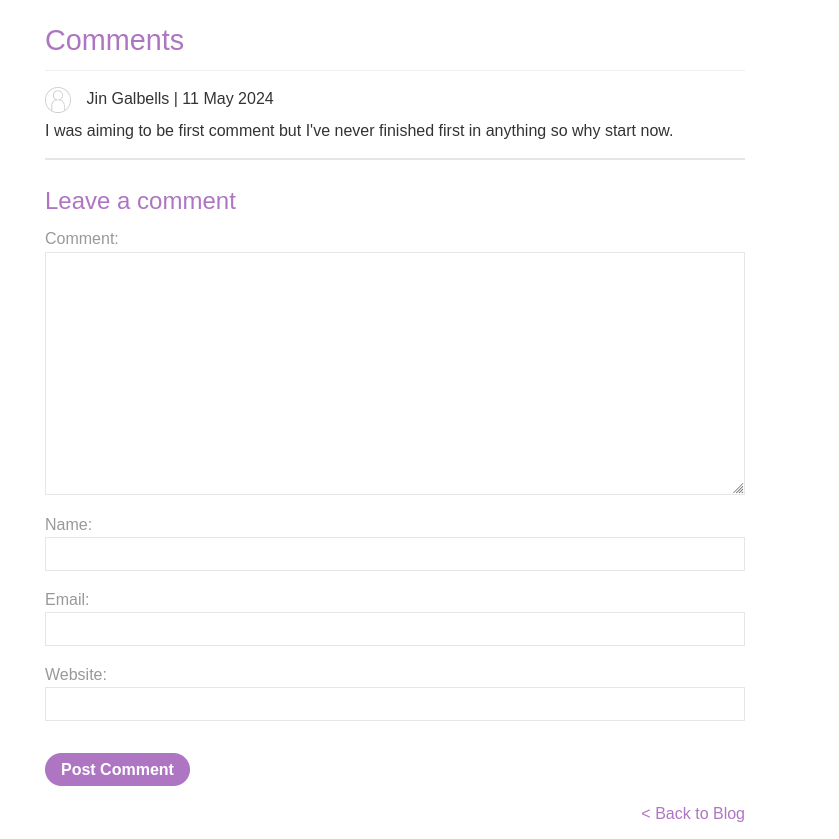 Comments
Jin Galbells | 11 May 2024
I was aiming to be first comment but I've never finished first in anything so why start now.
Leave a comment
Comment:
Name:
Email:
Website:
Post Comment
< Back to Blog